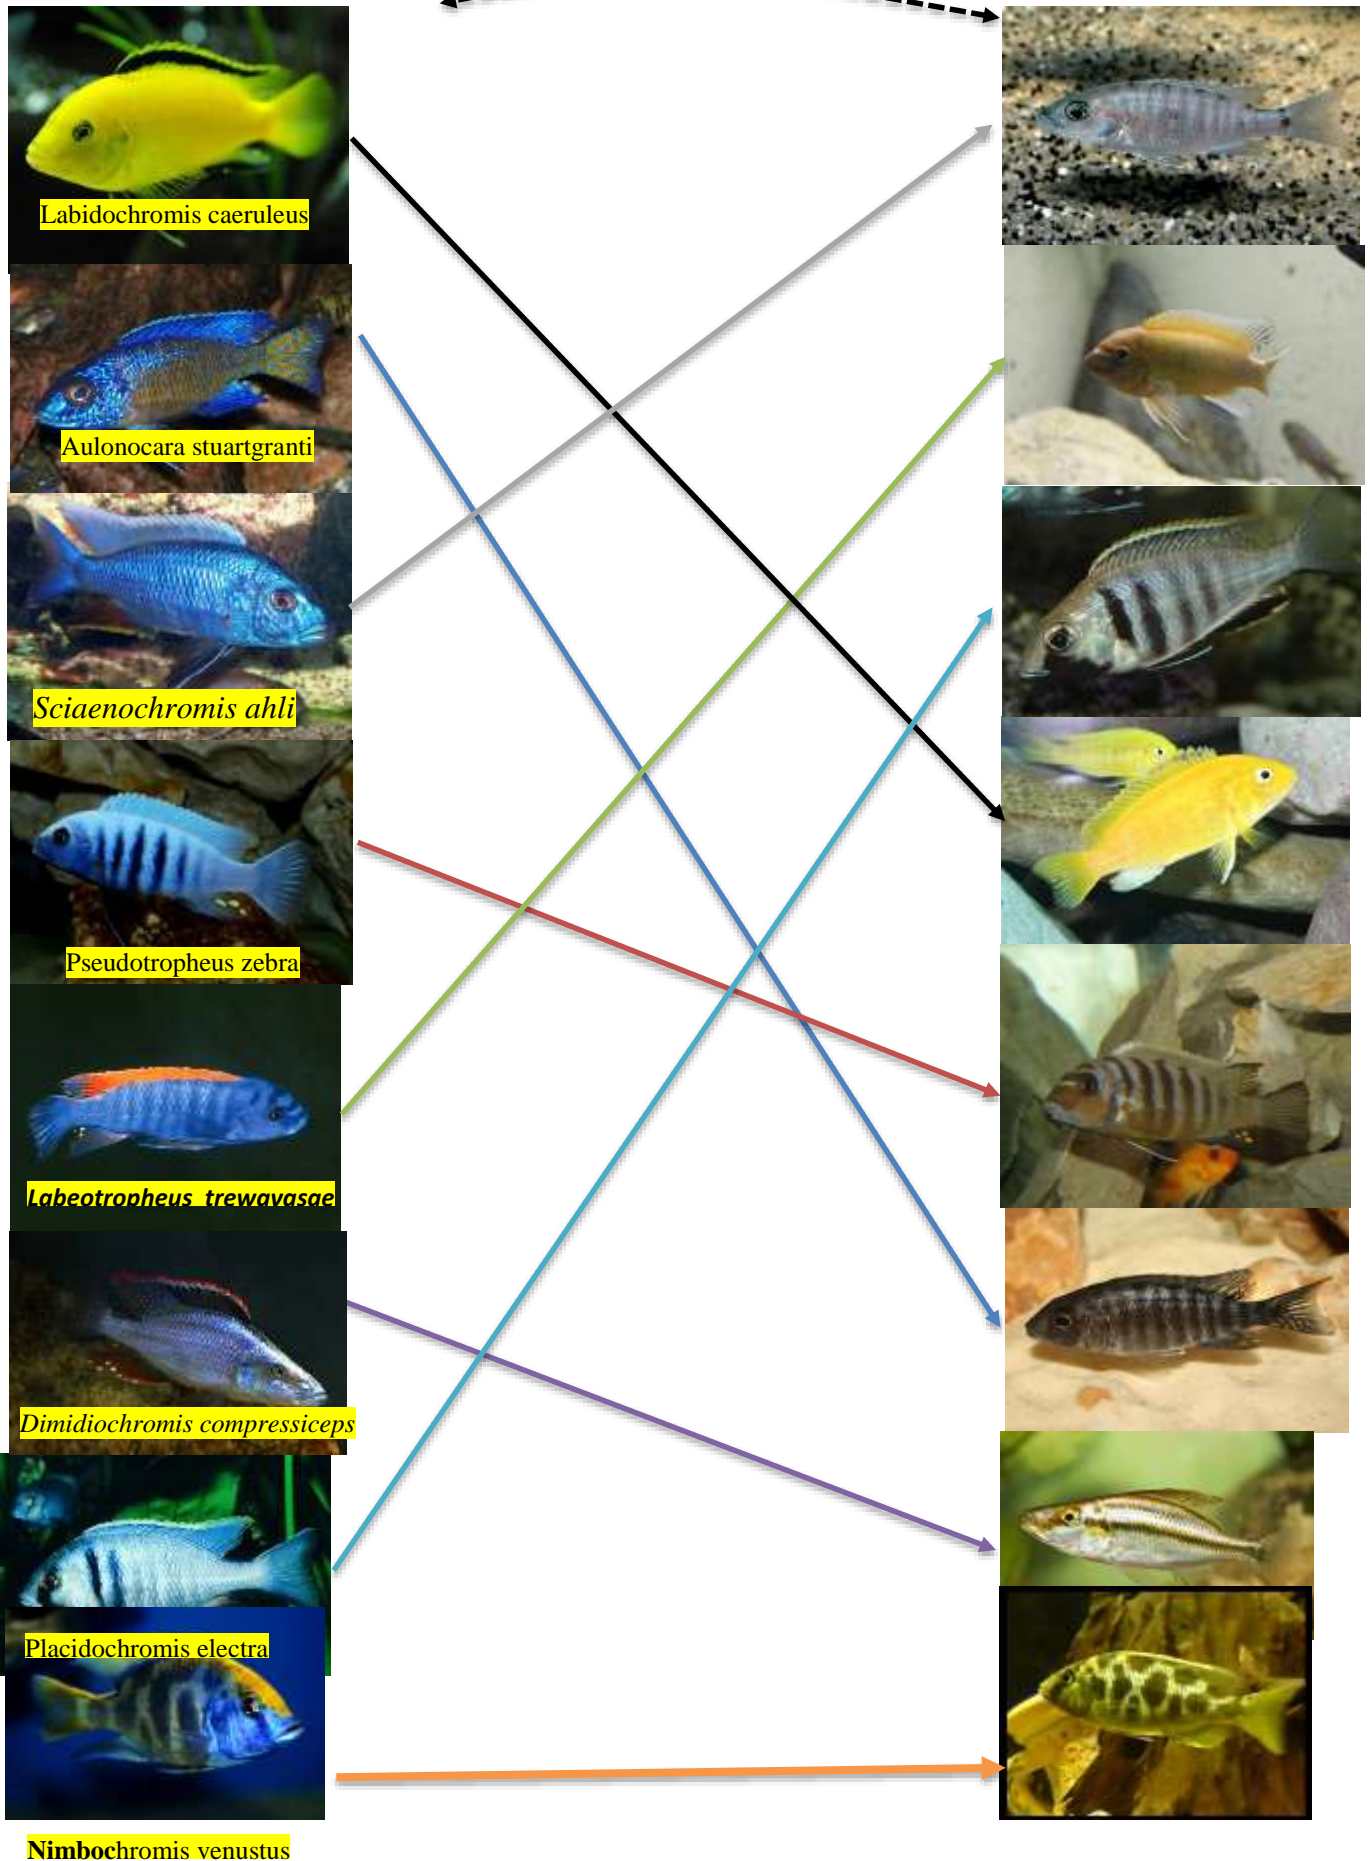 Labidochromis caeruleus
Aulonocara stuartgranti
Sciaenochromis ahli
Pseudotropheus zebra
Labeotropheus trewavasae
Dimidiochromis compressiceps
Placidochromis electra
Nimbochromis venustus